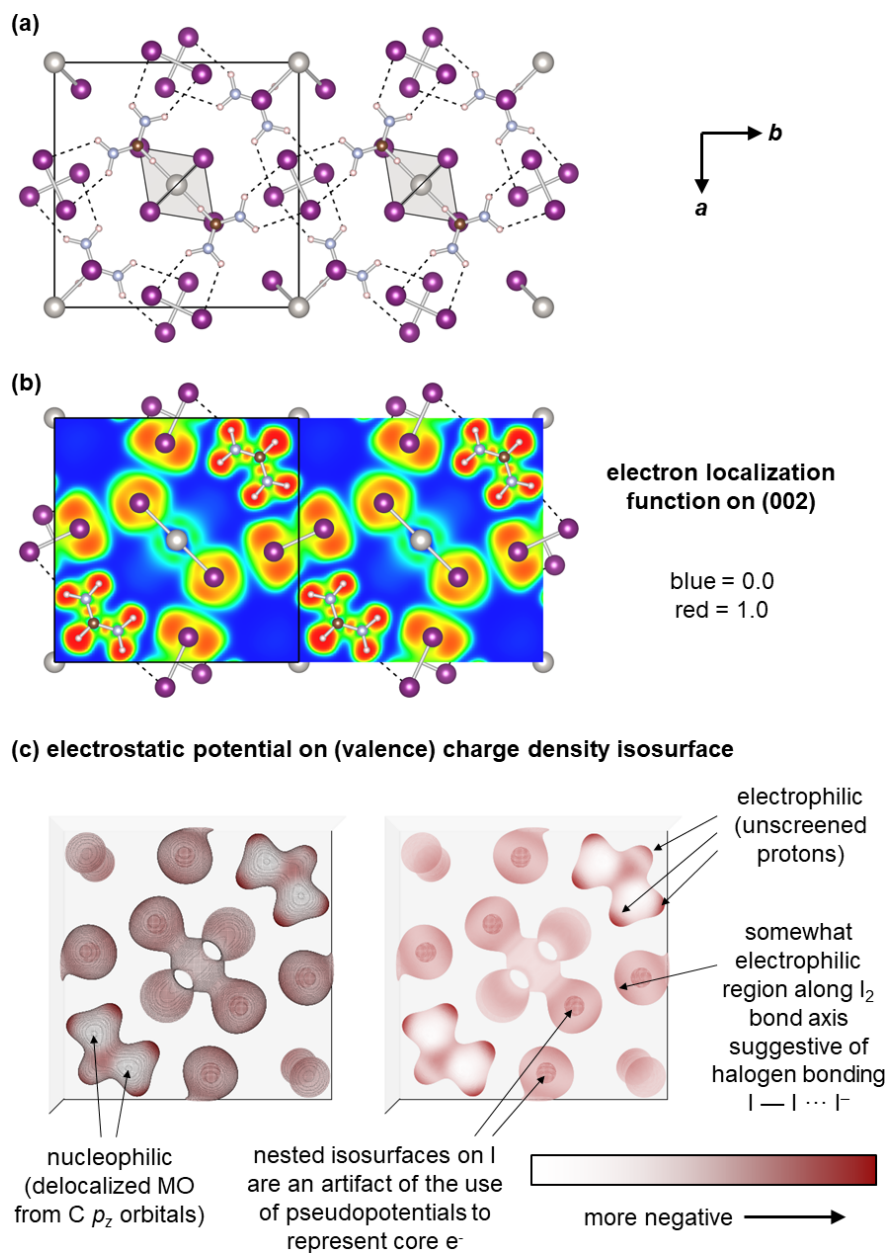 (a)
b
a
(b)
electron localization
function on (002)
blue = 0.0
red = 1.0
(c) electrostatic potential on (valence) charge density isosurface
electrophilic
(unscreened
protons)
somewhat
electrophilic
region along I₂
bond axis
suggestive of
halogen bonding
I — I ··· I⁻
nucleophilic
(delocalized MO
from C pz orbitals)
nested isosurfaces on I
are an artifact of the use
of pseudopotentials to
represent core e⁻
more negative